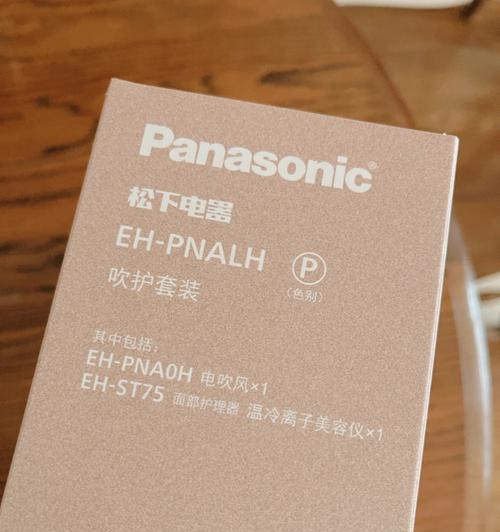 Panasonic®
松下电器
EH-PNALH Ⓟ
吹护套装 (色别)
其中包括:
EH-PNA0H 电吹风×1
EH-ST75 面部护理器 温冷离子美容仪×1